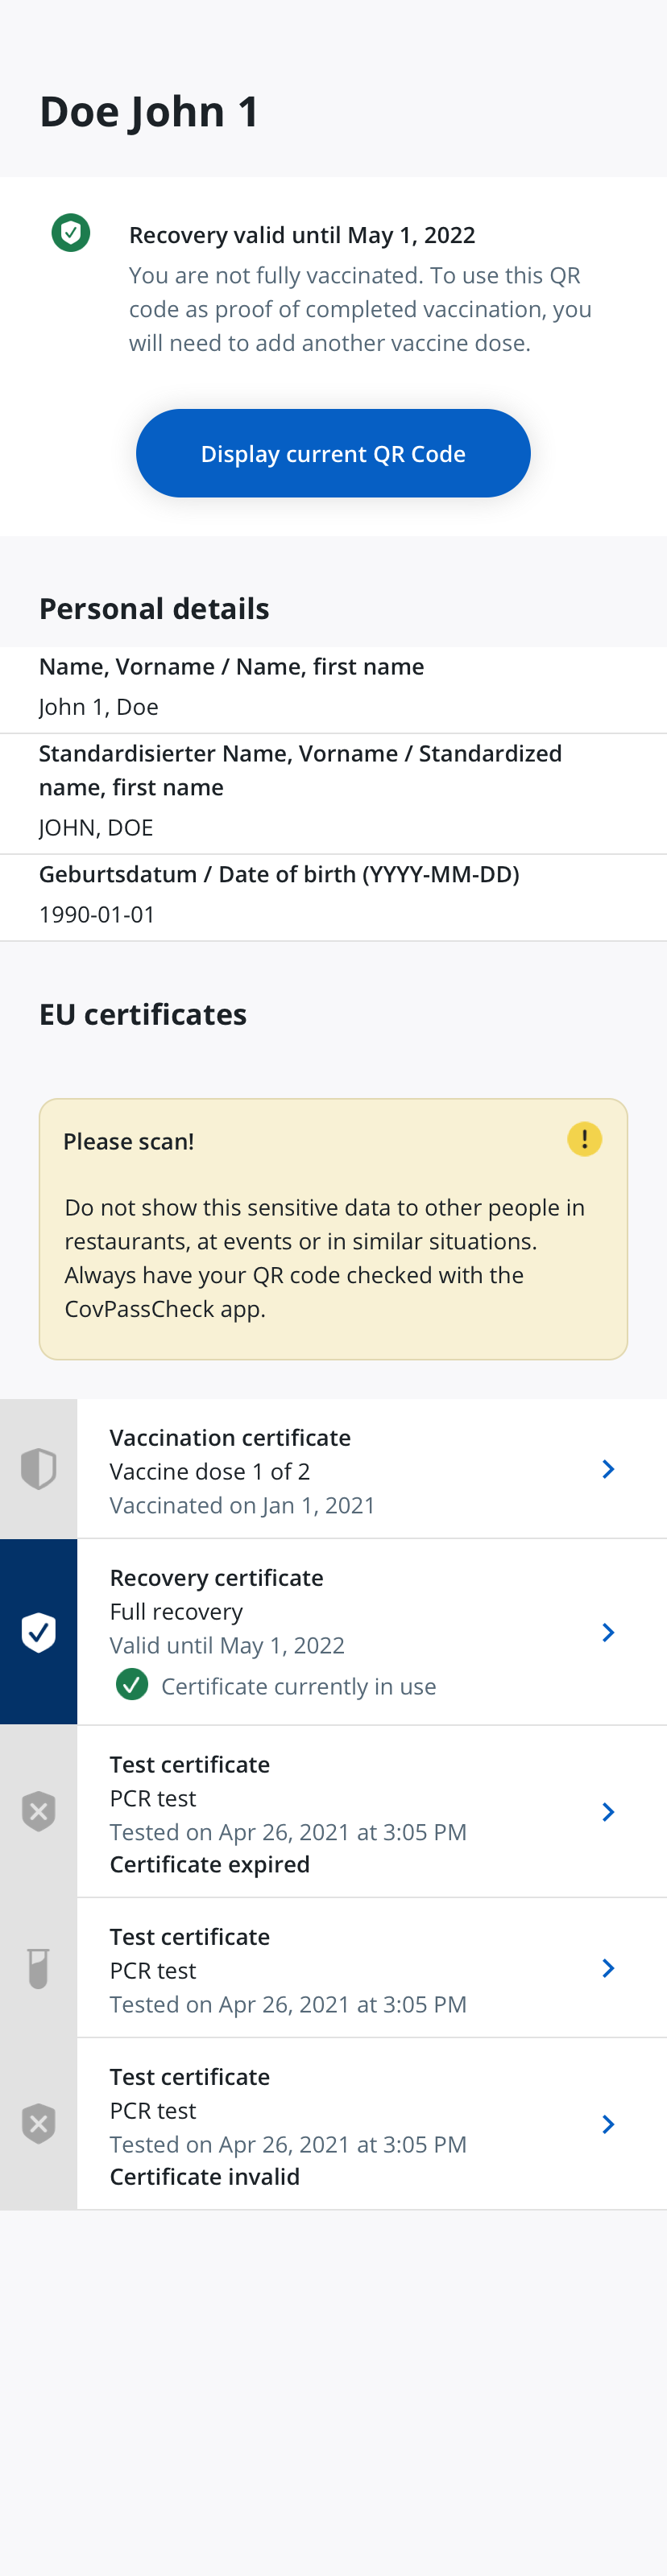 Doe John 1
Recovery valid until May 1, 2022
You are not fully vaccinated. To use this QR
code as proof of completed vaccination, you
will need to add another vaccine dose.
Display current QR Code
Personal details
Name, Vorname / Name, first name
John 1, Doe
Standardisierter Name, Vorname / Standardized
name, first name
JOHN, DOE
Geburtsdatum / Date of birth (YYYY-MM-DD)
1990-01-01
EU certificates
Please scan!
Do not show this sensitive data to other people in
restaurants, at events or in similar situations.
Always have your QR code checked with the
CovPassCheck app.
Vaccination certificate
Vaccine dose 1 of 2
Vaccinated on Jan 1, 2021
Recovery certificate
Full recovery
Valid until May 1, 2022
Certificate currently in use
Test certificate
PCR test
Tested on Apr 26, 2021 at 3:05 PM
Certificate expired
Test certificate
PCR test
Tested on Apr 26, 2021 at 3:05 PM
Test certificate
PCR test
Tested on Apr 26, 2021 at 3:05 PM
Certificate invalid